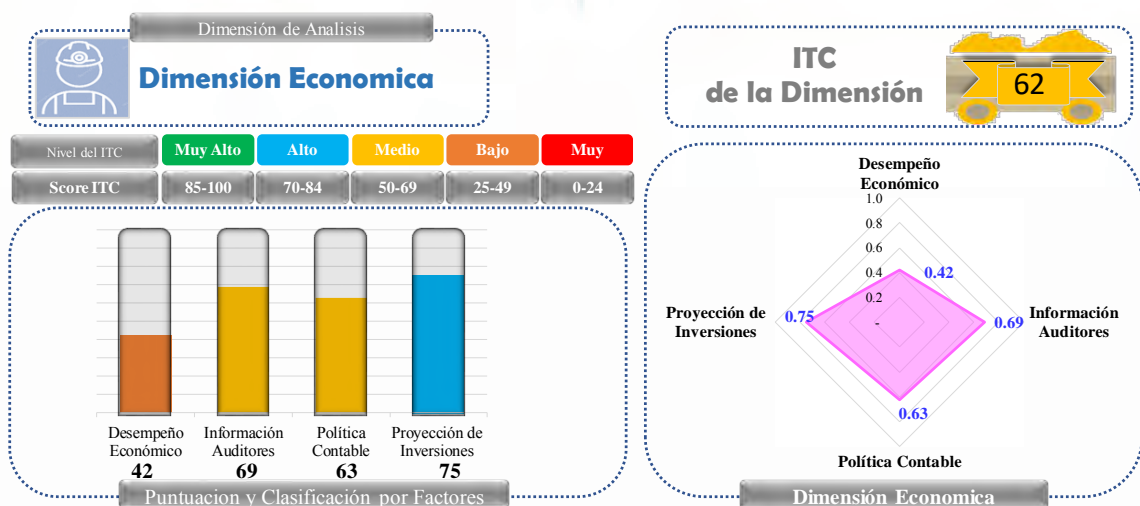 Dimensión de Analisis
Dimensión Economica
ITC
de la Dimensión
62
Nivel del ITC Muy Alto Alto Medio Bajo Muy
Score ITC 85-100 70-84 50-69 25-49 0-24
Desempeño
Económico
42
Información
Auditores
69
Política
Contable
63
Proyección de
Inversiones
75
Puntuacion y Clasificación por Factores
Desempeño
Económico
1.0
0.8
0.6
0.4
0.2
-
0.42
Proyección de
Inversiones
0.75
0.69
Información
Auditores
0.63
Política Contable
Dimensión Economica